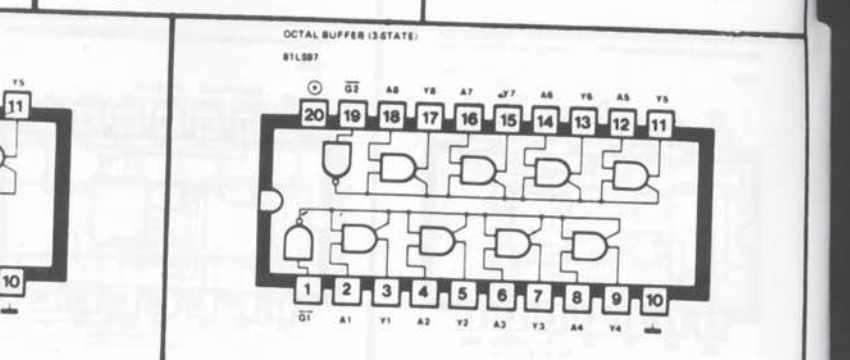 OCTAL BUFFER (3-STATE)
81LS97
Y5
11
10
G2 A8 Y8 A7 Y7 A6 Y6 A5 Y5
20 19 18 17 16 15 14 13 12 11
1 2 3 4 5 6 7 8 9 10
G1 A1 Y1 A2 Y2 A3 Y3 A4 Y4